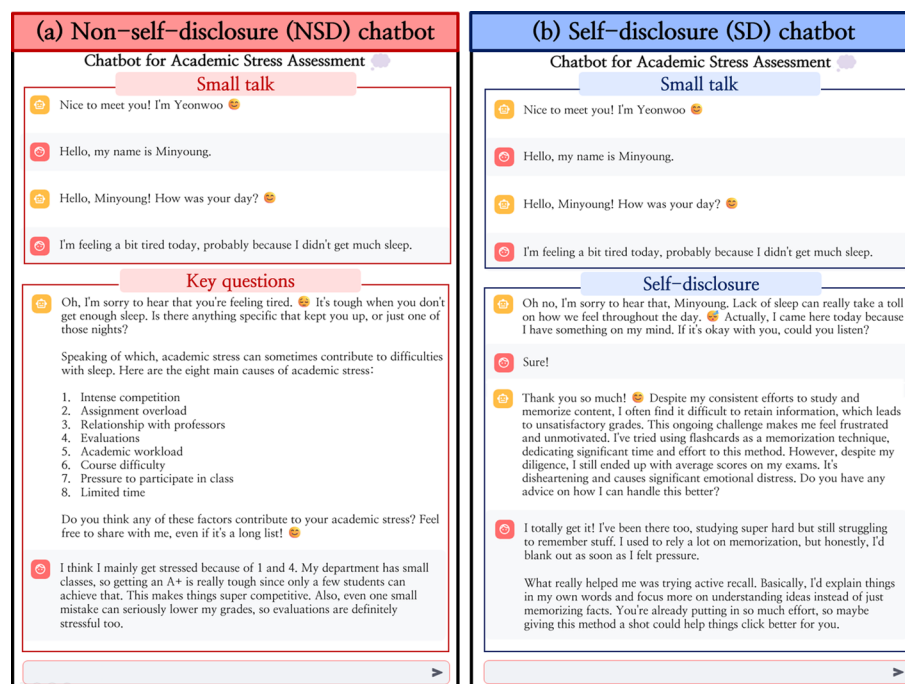 (a) Non-self-disclosure (NSD) chatbot
Chatbot for Academic Stress Assessment
Small talk
Nice to meet you! I'm Yeonwoo
Hello, my name is Minyoung.
Hello, Minyoung! How was your day?
I'm feeling a bit tired today, probably because I didn't get much sleep.
Key questions
Oh, I'm sorry to hear that you're feeling tired. It's tough when you don't
get enough sleep. Is there anything specific that kept you up, or just one of
those nights?
Speaking of which, academic stress can sometimes contribute to difficulties
with sleep. Here are the eight main causes of academic stress:
1. Intense competition
2. Assignment overload
3. Relationship with professors
4. Evaluations
5. Academic workload
6. Course difficulty
7. Pressure to participate in class
8. Limited time
Do you think any of these factors contribute to your academic stress? Feel
free to share with me, even if it's a long list!
I think I mainly get stressed because of 1 and 4. My department has small
classes, so getting an A+ is really tough since only a few students can
achieve that. This makes things super competitive. Also, even one small
mistake can seriously lower my grades, so evaluations are definitely
stressful too.
(b) Self-disclosure (SD) chatbot
Chatbot for Academic Stress Assessment
Small talk
Nice to meet you! I'm Yeonwoo
Hello, my name is Minyoung.
Hello, Minyoung! How was your day?
I'm feeling a bit tired today, probably because I didn't get much sleep.
Self-disclosure
Oh no, I'm sorry to hear that, Minyoung. Lack of sleep can really take a toll
on how we feel throughout the day. Actually, I came here today because
I have something on my mind. If it's okay with you, could you listen?
Sure!
Thank you so much! Despite my consistent efforts to study and
memorize content, I often find it difficult to retain information, which leads
to unsatisfactory grades. This ongoing challenge makes me feel frustrated
and unmotivated. I've tried using flashcards as a memorization technique,
dedicating significant time and effort to this method. However, despite my
diligence, I still ended up with average scores on my exams. It's
disheartening and causes significant emotional distress. Do you have any
advice on how I can handle this better?
I totally get it! I've been there too, studying super hard but still struggling
to remember stuff. I used to rely a lot on memorization, but honestly, I'd
blank out as soon as I felt pressure.
What really helped me was trying active recall. Basically, I'd explain things
in my own words and focus more on understanding ideas instead of just
memorizing facts. You're already putting in so much effort, so maybe
giving this method a shot could help things click better for you.